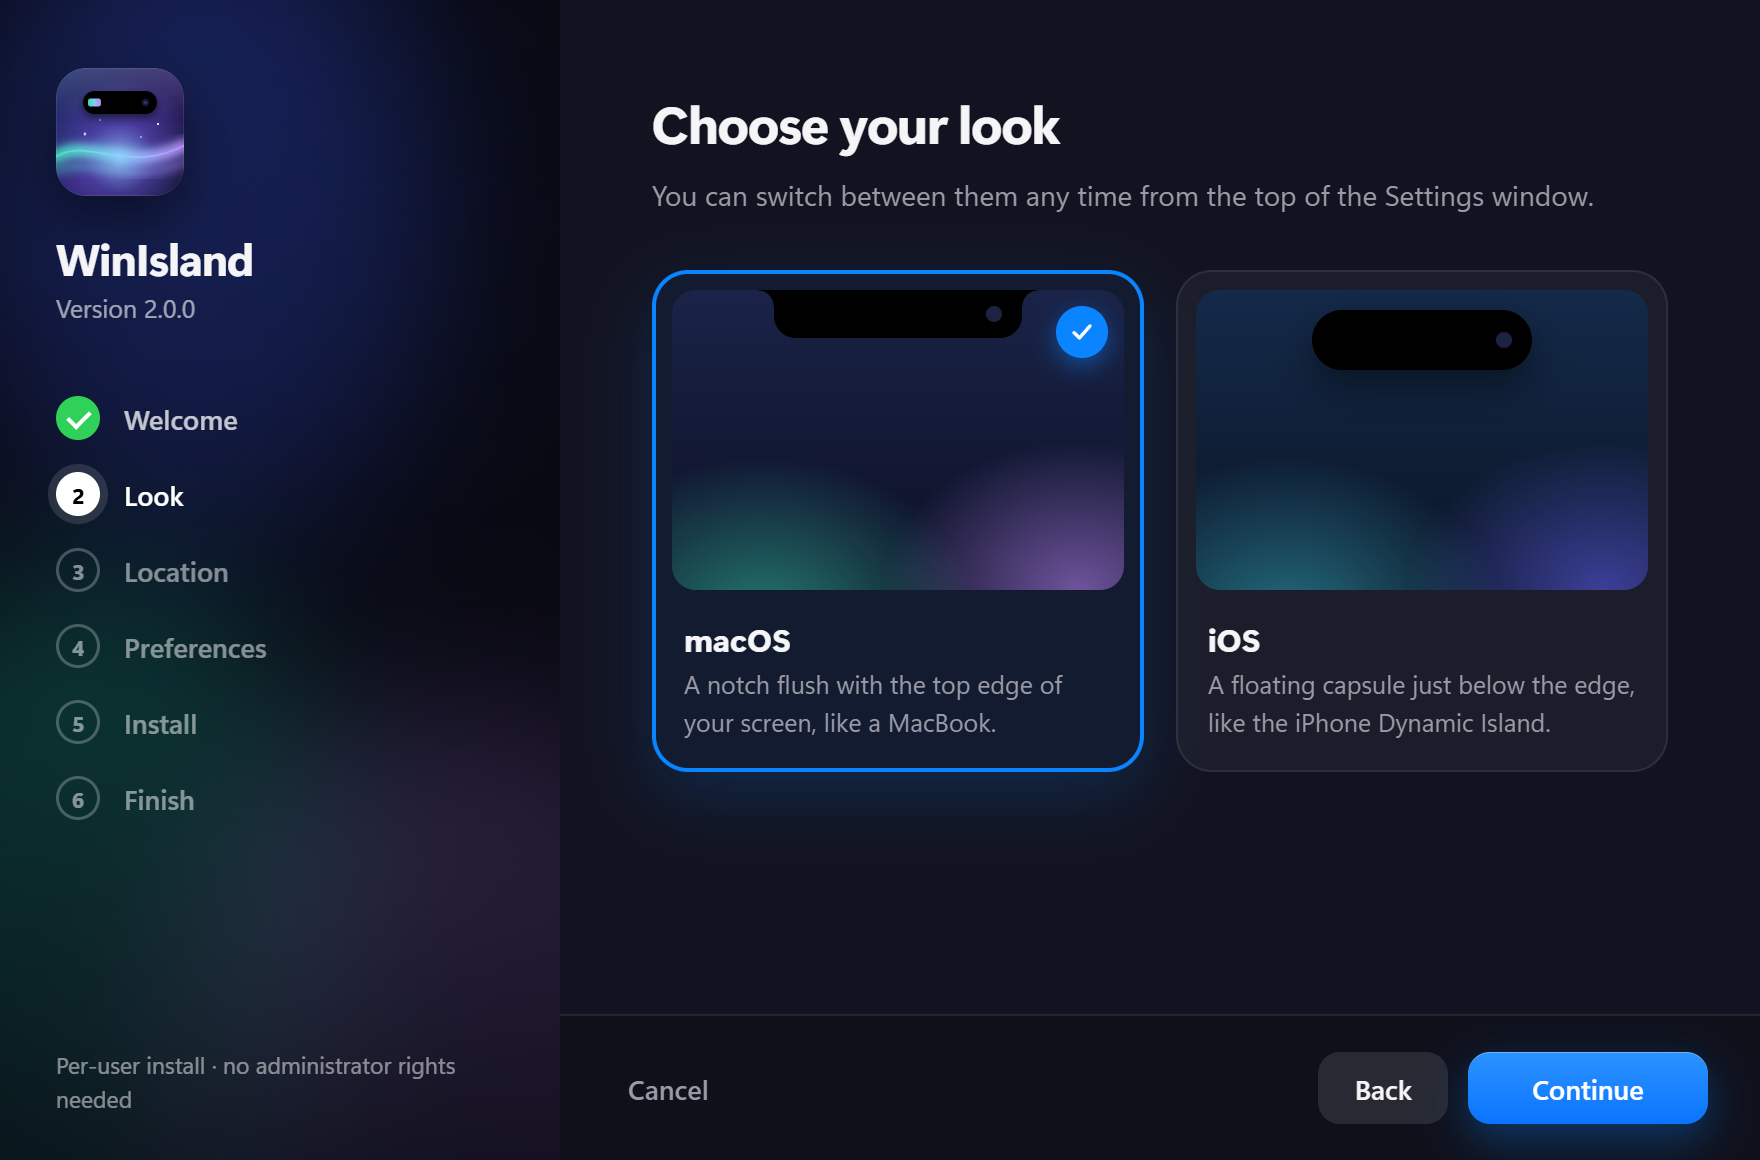 WinIsland
Version 2.0.0
Welcome
2 Look
3 Location
4 Preferences
5 Install
6 Finish
Per-user install · no administrator rights
needed
Choose your look
You can switch between them any time from the top of the Settings window.
macOS
A notch flush with the top edge of
your screen, like a MacBook.
iOS
A floating capsule just below the edge,
like the iPhone Dynamic Island.
Cancel
Back
Continue